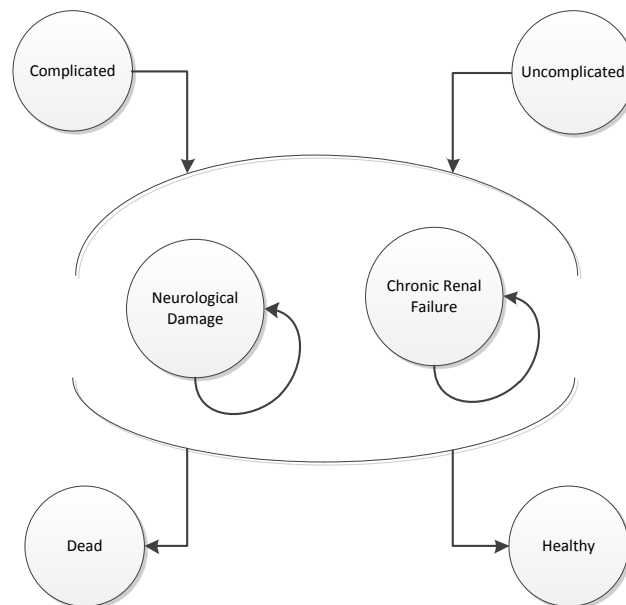 Complicated
Uncomplicated
Neurological
Damage
Chronic Renal
Failure
Dead
Healthy